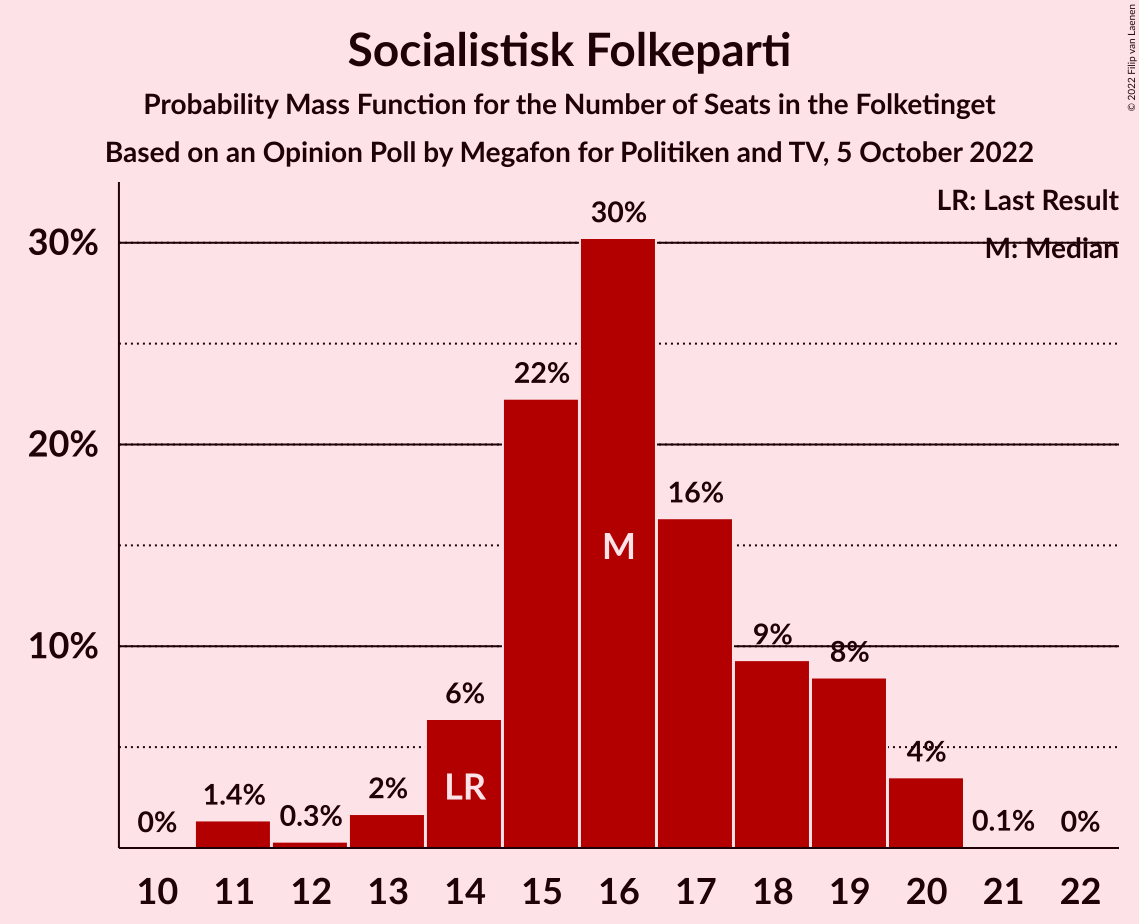 Socialistisk Folkeparti
Probability Mass Function for the Number of Seats in the Folketinget
Based on an Opinion Poll by Megafon for Politiken and TV, 5 October 2022
© 2022 Filip van Laenen
LR: Last Result
M: Median
30%
20%
10%
0%
1.4%
0.3%
2%
6%
22%
30%
16%
9%
8%
4%
0.1%
0%
LR
M
10 11 12 13 14 15 16 17 18 19 20 21 22